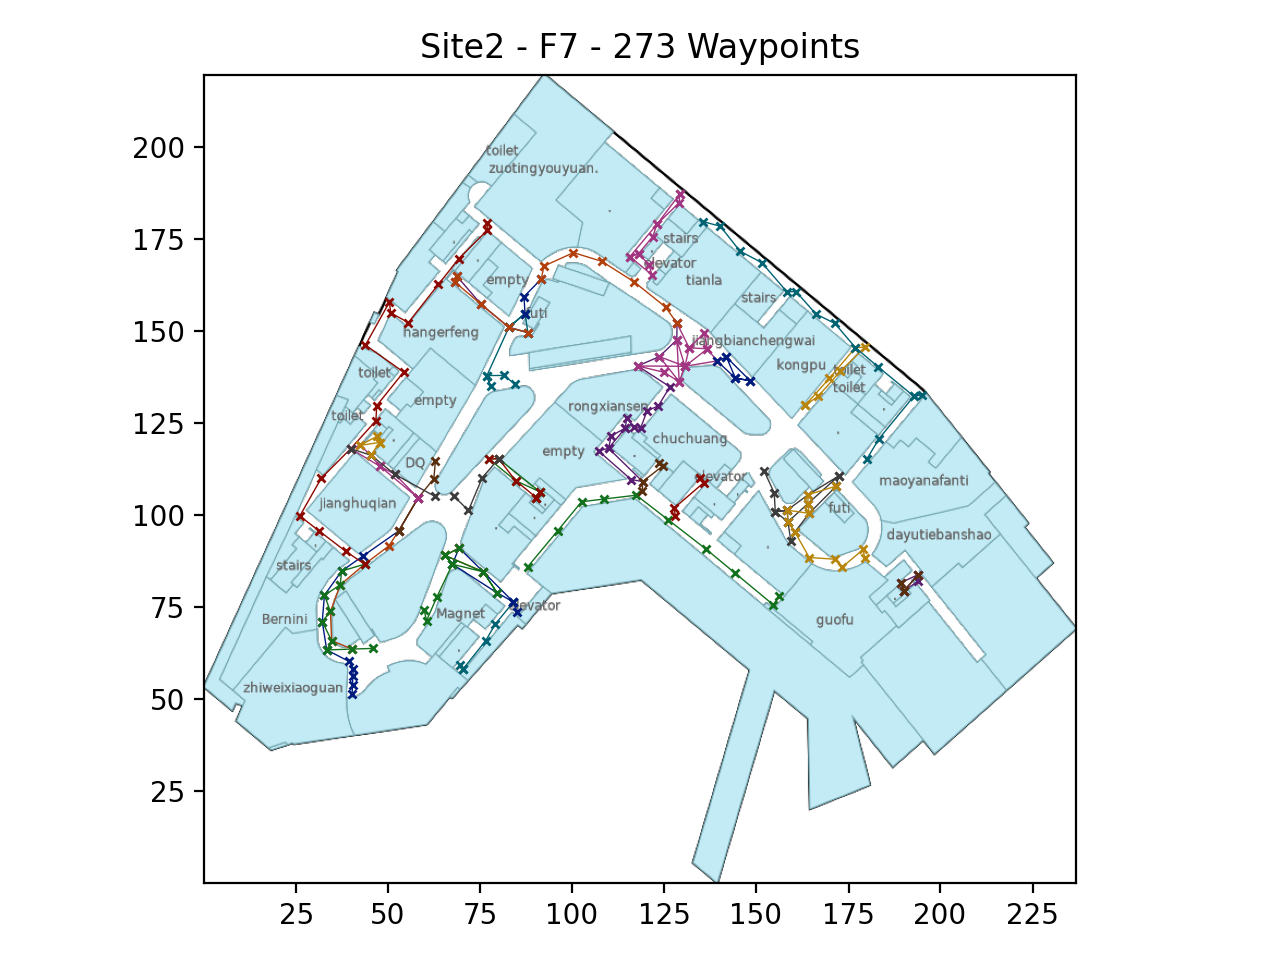 Site2 - F7 - 273 Waypoints
200
175
150
125
100
75
50
25
toilet
zuotingyouyuan.
stairs
elevator
tianla
empty
stairs
futi
hangerfeng
jiangbianchengwai
kongpu
toilet
toilet
toilet
empty
rongxiansen
toilet
chuchuang
empty
DQ
elevator
maoyanafanti
jianghuqian
futi
dayutiebanshao
stairs
elevator
Bernini
Magnet
guofu
zhiweixiaoguan
25
50
75
100
125
150
175
200
225